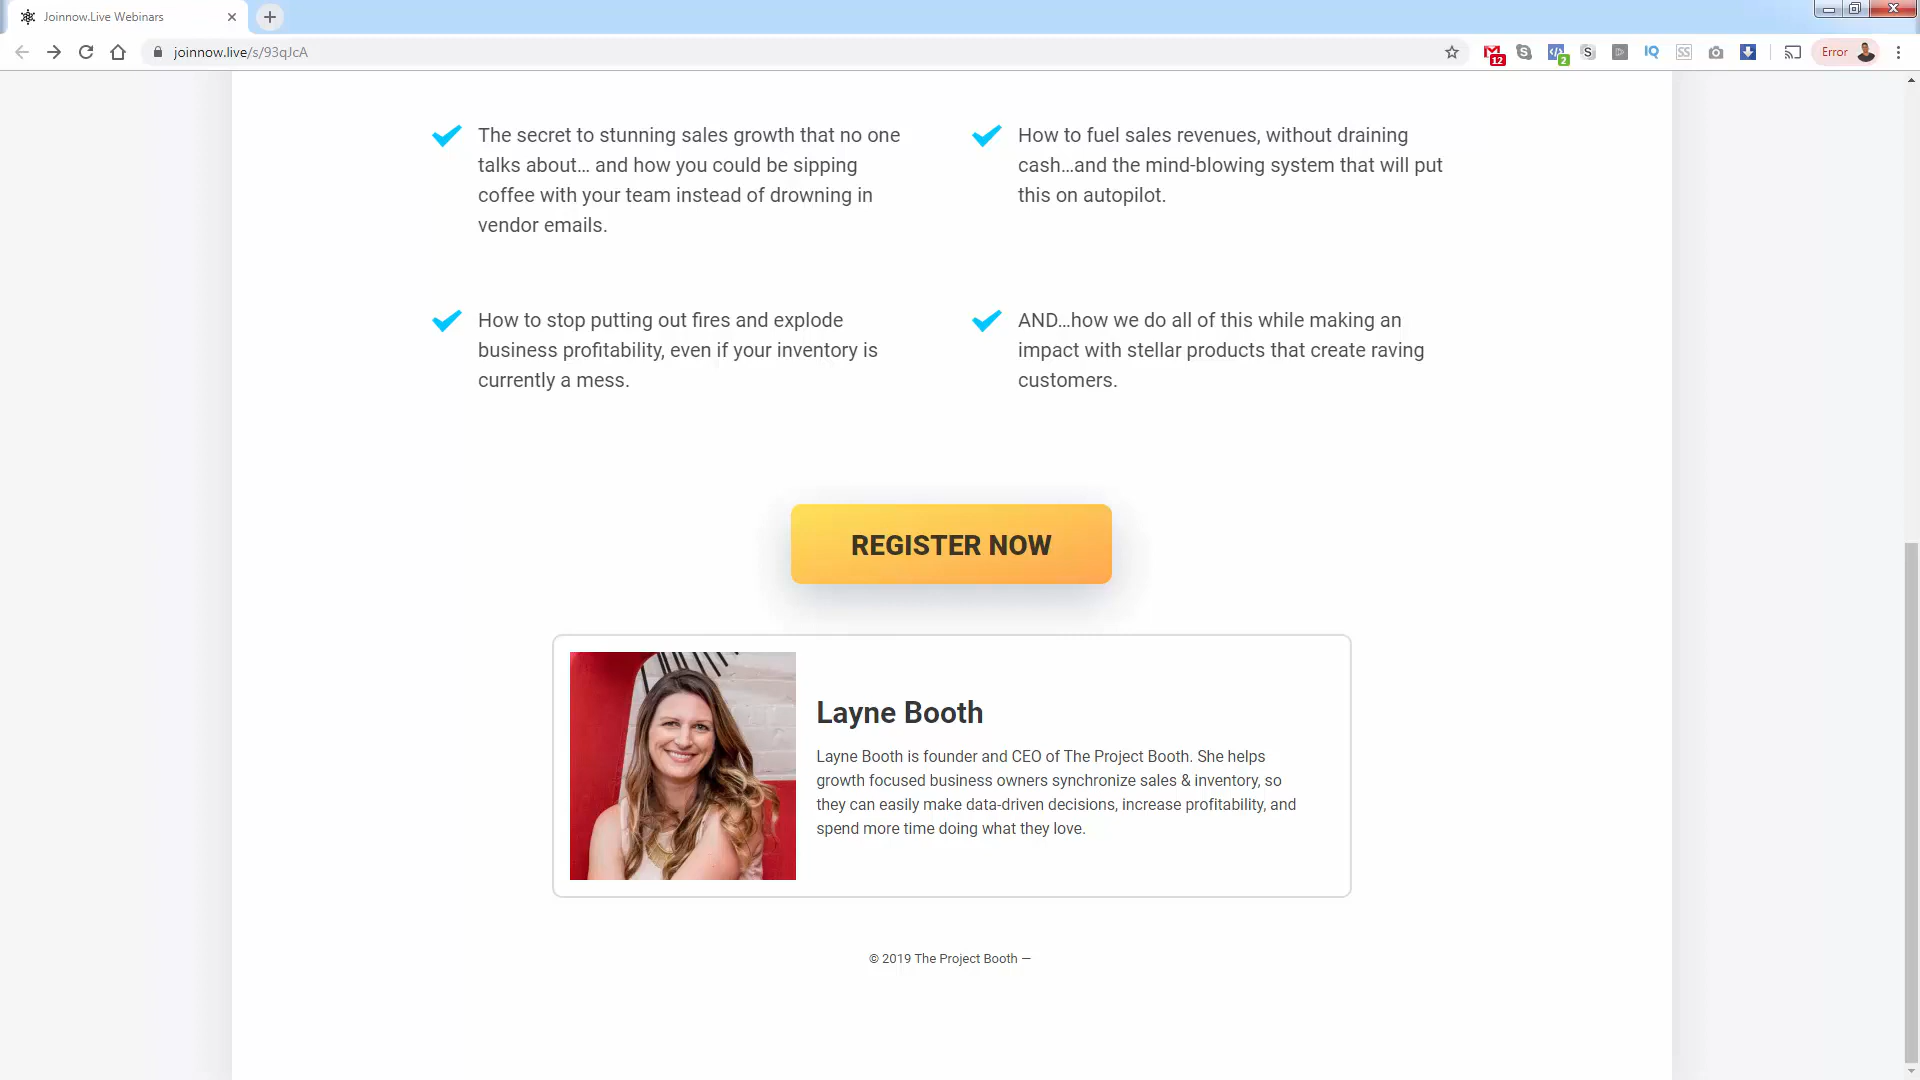 Joinnow.Live Webinars
joinnow.live/s/93qJcA
12
2
S
IQ
SS
Error
The secret to stunning sales growth that no one
talks about... and how you could be sipping
coffee with your team instead of drowning in
vendor emails.
How to fuel sales revenues, without draining
cash...and the mind-blowing system that will put
this on autopilot.
How to stop putting out fires and explode
business profitability, even if your inventory is
currently a mess.
AND...how we do all of this while making an
impact with stellar products that create raving
customers.
REGISTER NOW
Layne Booth
Layne Booth is founder and CEO of The Project Booth. She helps
growth focused business owners synchronize sales & inventory, so
they can easily make data-driven decisions, increase profitability, and
spend more time doing what they love.
© 2019 The Project Booth —